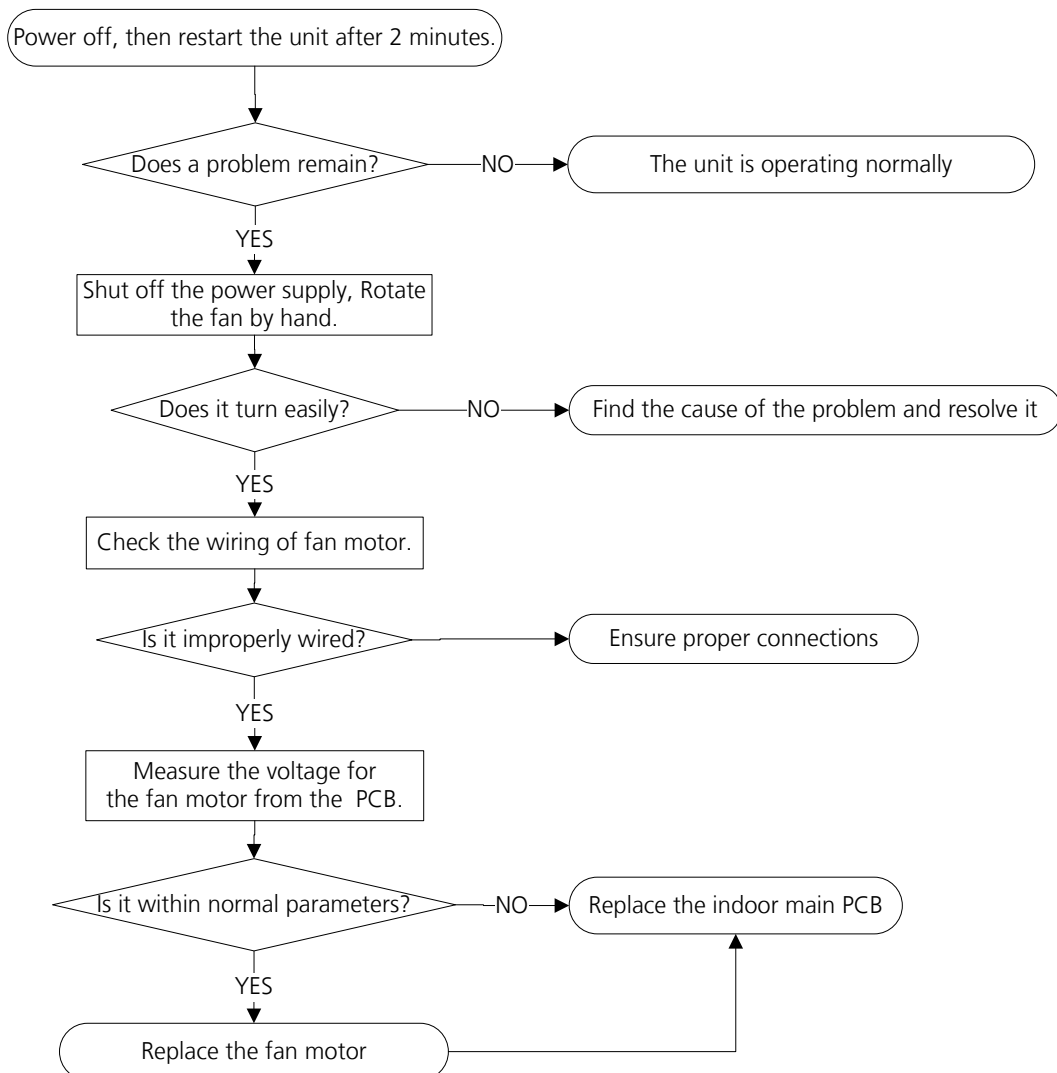 Power off, then restart the unit after 2 minutes.
Does a problem remain?
NO
The unit is operating normally
YES
Shut off the power supply, Rotate
the fan by hand.
Does it turn easily?
NO
Find the cause of the problem and resolve it
YES
Check the wiring of fan motor.
Is it improperly wired?
Ensure proper connections
YES
Measure the voltage for
the fan motor from the PCB.
Is it within normal parameters?
NO
Replace the indoor main PCB
YES
Replace the fan motor